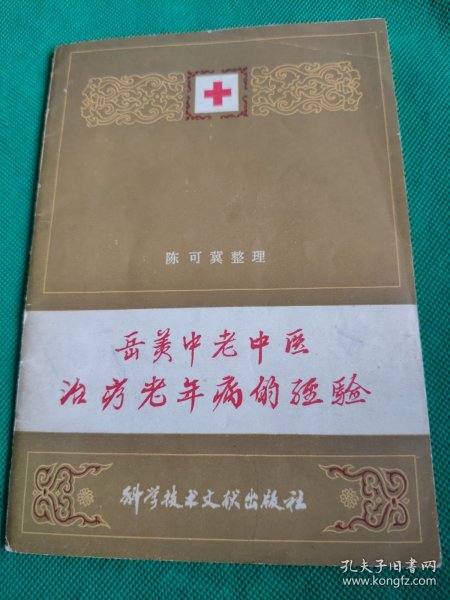 陈可冀整理
岳美中老中医
治疗老年病的经验
科学技术文献出版社
孔夫子旧书网
www.kongfz.com